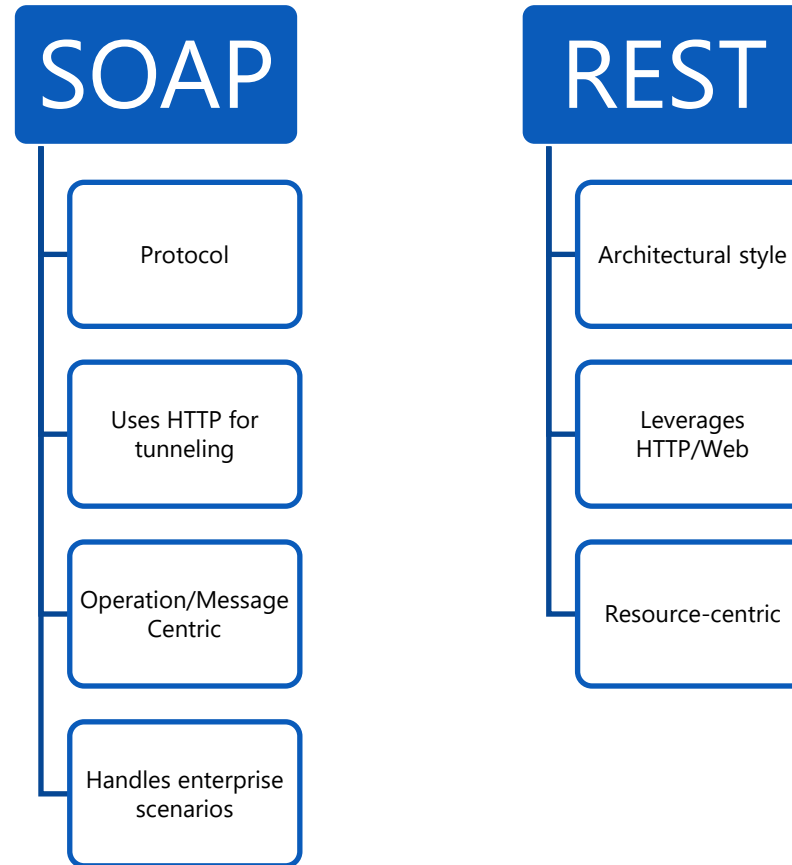 SOAP
Protocol
Uses HTTP for
tunneling
Operation/Message
Centric
Handles enterprise
scenarios
REST
Architectural style
Leverages
HTTP/Web
Resource-centric